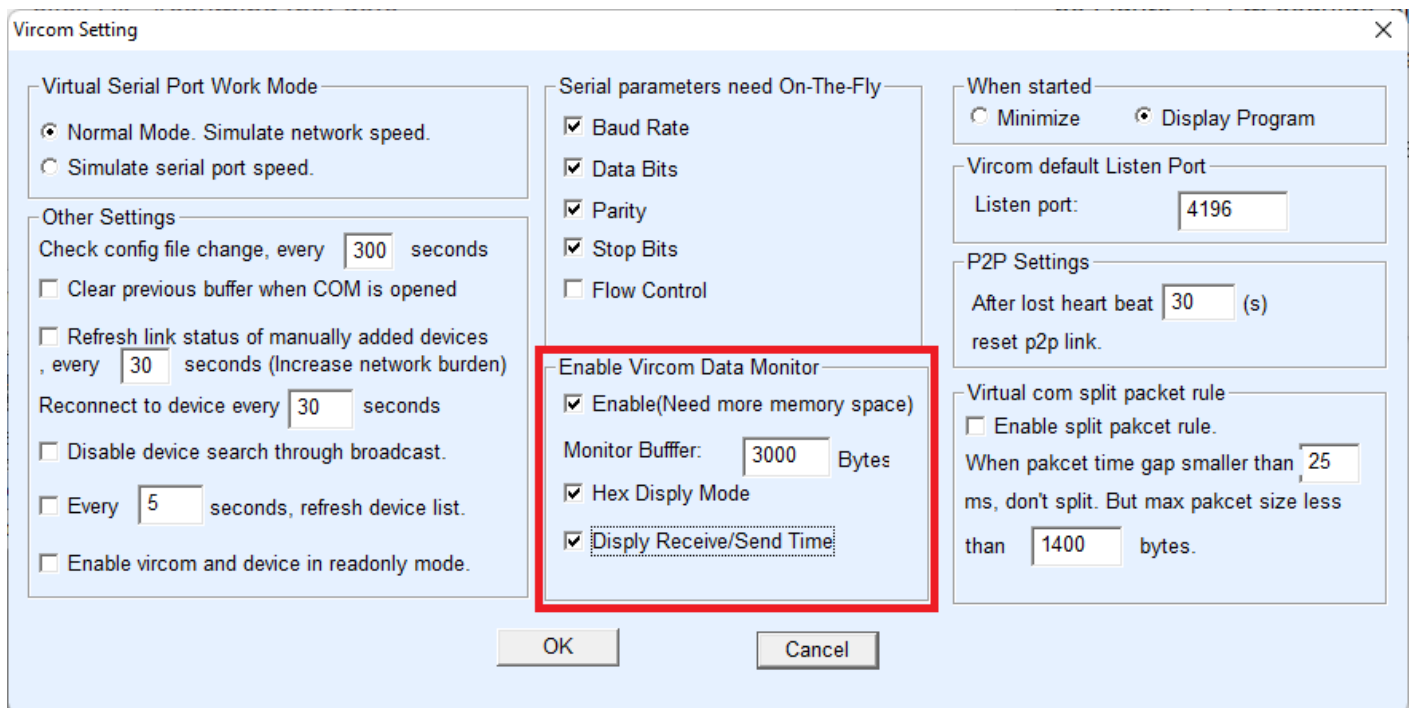 Vircom Setting
Virtual Serial Port Work Mode
Normal Mode. Simulate network speed.
Simulate serial port speed.
Other Settings
Check config file change, every 300 seconds
Clear previous buffer when COM is opened
Refresh link status of manually added devices
, every 30 seconds (Increase network burden)
Reconnect to device every 30 seconds
Disable device search through broadcast.
Every 5 seconds, refresh device list.
Enable vircom and device in readonly mode.
Serial parameters need On-The-Fly
Baud Rate
Data Bits
Parity
Stop Bits
Flow Control
Enable Vircom Data Monitor
Enable(Need more memory space)
Monitor Bufffer: 3000 Bytes
Hex Disply Mode
Disply Receive/Send Time
When started
Minimize Display Program
Vircom default Listen Port
Listen port: 4196
P2P Settings
After lost heart beat 30 (s)
reset p2p link.
Virtual com split packet rule
Enable split pakcet rule.
When pakcet time gap smaller than 25
ms, don't split. But max pakcet size less
than 1400 bytes.
OK Cancel